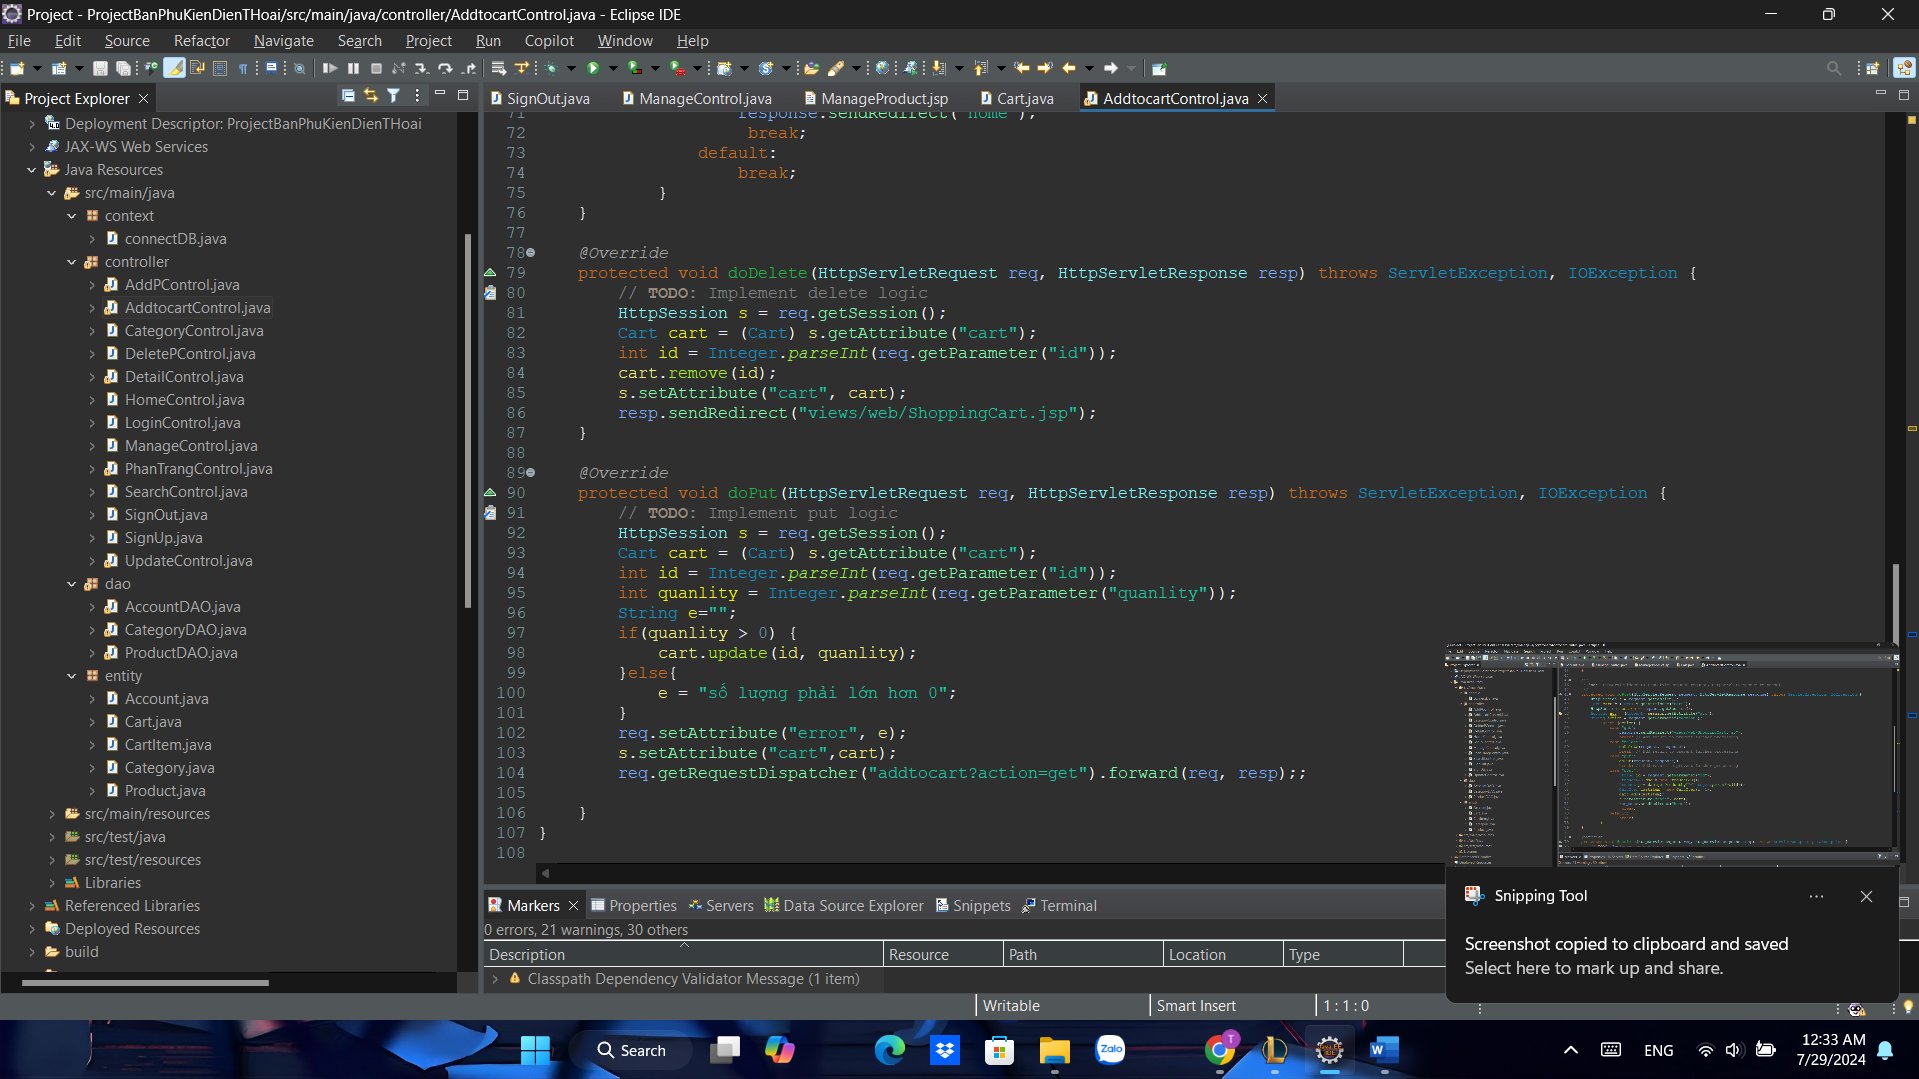 Project - ProjectBanPhuKienDienTHoai/src/main/java/controller/AddtocartControl.java - Eclipse IDE
File Edit Source Refactor Navigate Search Project Run Copilot Window Help
Project Explorer
SignOut.java ManageControl.java ManageProduct.jsp Cart.java AddtocartControl.java
Deployment Descriptor: ProjectBanPhuKienDienTHoai
JAX-WS Web Services
Java Resources
src/main/java
context
connectDB.java
controller
AddPControl.java
AddtocartControl.java
CategoryControl.java
DeletePControl.java
DetailControl.java
HomeControl.java
LoginControl.java
ManageControl.java
PhanTrangControl.java
SearchControl.java
SignOut.java
SignUp.java
UpdateControl.java
dao
AccountDAO.java
CategoryDAO.java
ProductDAO.java
entity
Account.java
Cart.java
CartItem.java
Category.java
Product.java
src/main/resources
src/test/java
src/test/resources
Libraries
Referenced Libraries
Deployed Resources
build
71 response.sendRedirect("home");
72 break;
73 default:
74 break;
75 }
76 }
77
78 @Override
79 protected void doDelete(HttpServletRequest req, HttpServletResponse resp) throws ServletException, IOException {
80 // TODO: Implement delete logic
81 HttpSession s = req.getSession();
82 Cart cart = (Cart) s.getAttribute("cart");
83 int id = Integer.parseInt(req.getParameter("id"));
84 cart.remove(id);
85 s.setAttribute("cart", cart);
86 resp.sendRedirect("views/web/ShoppingCart.jsp");
87 }
88
89 @Override
90 protected void doPut(HttpServletRequest req, HttpServletResponse resp) throws ServletException, IOException {
91 // TODO: Implement put logic
92 HttpSession s = req.getSession();
93 Cart cart = (Cart) s.getAttribute("cart");
94 int id = Integer.parseInt(req.getParameter("id"));
95 int quanlity = Integer.parseInt(req.getParameter("quanlity"));
96 String e="";
97 if(quanlity > 0) {
98 cart.update(id, quanlity);
99 }else{
100 e = "số lượng phải lớn hơn 0";
101 }
102 req.setAttribute("error", e);
103 s.setAttribute("cart",cart);
104 req.getRequestDispatcher("addtocart?action=get").forward(req, resp);;
105
106 }
107 }
108
Markers Properties Servers Data Source Explorer Snippets Terminal
0 errors, 21 warnings, 30 others
Description Resource Path Location Type
Classpath Dependency Validator Message (1 item)
Writable Smart Insert 1 : 1 : 0
Snipping Tool
Screenshot copied to clipboard and saved
Select here to mark up and share.
Search
Zalo
ENG
12:33 AM
7/29/2024